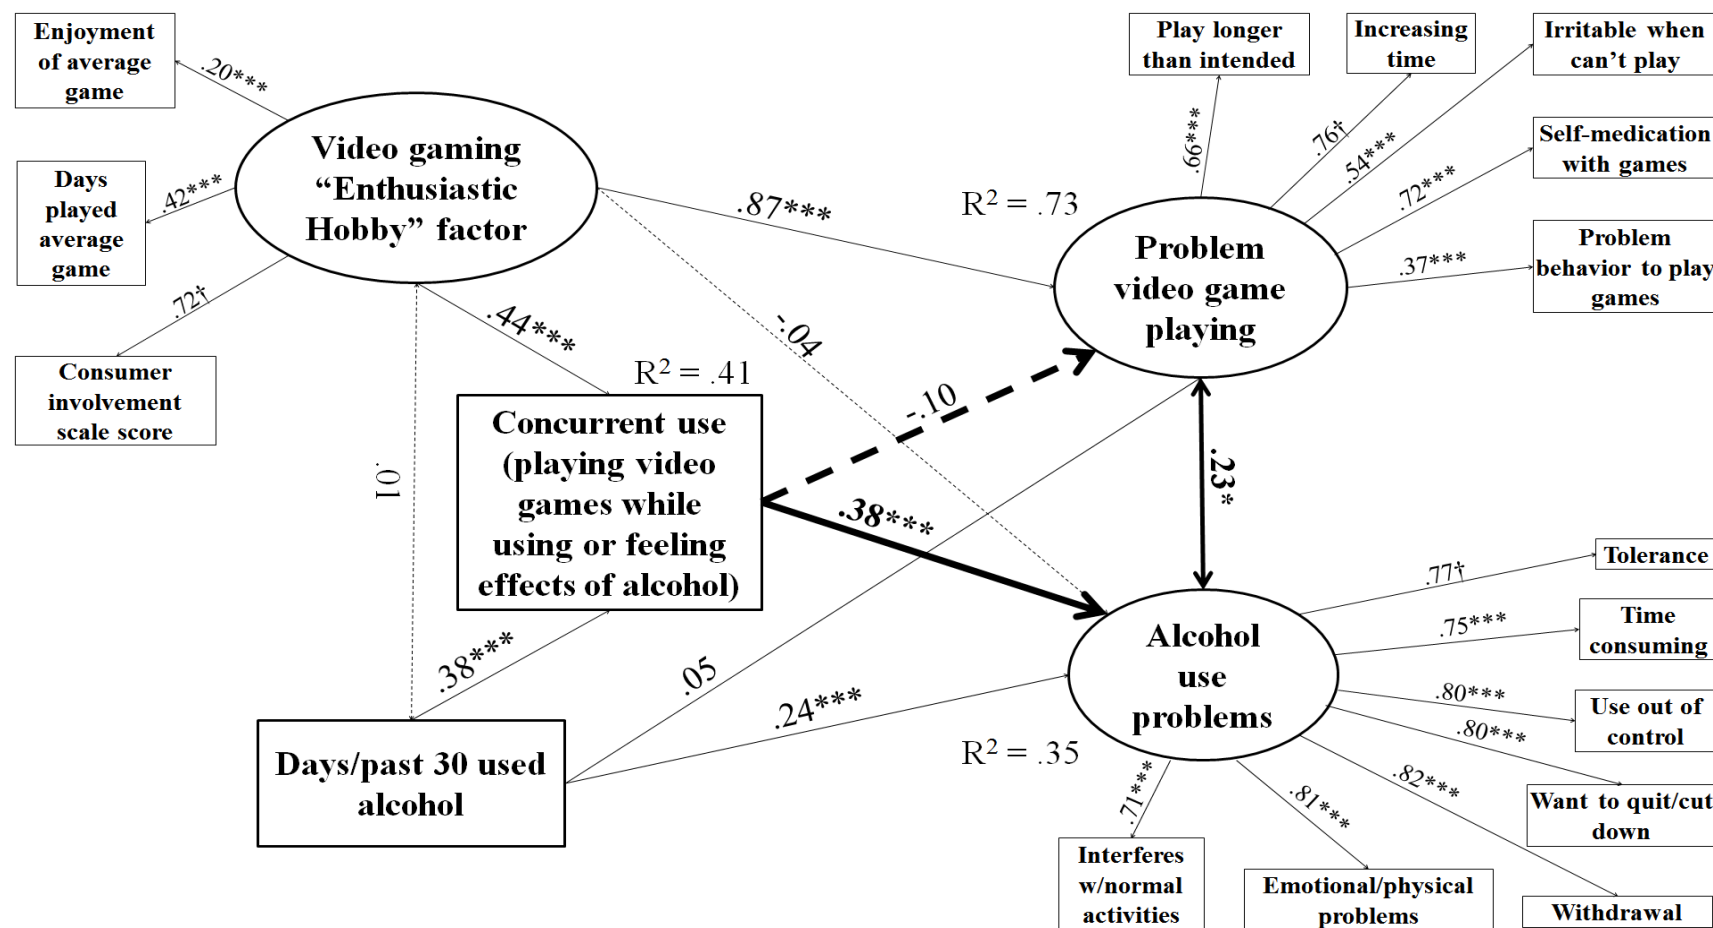 Enjoyment
of average
game
.20***
Days
played
average
game
.42***
Consumer
involvement
scale score
.72†
Video gaming
“Enthusiastic
Hobby” factor
.87***
-.04
.44***
.01
R² = .41
Concurrent use
(playing video
games while
using or feeling
effects of alcohol)
-.10
.38***
.38***
Days/past 30 used
alcohol
.05
.24***
Play longer
than intended
.66***
Increasing
time
.76†
Irritable when
can’t play
.54***
Self-medication
with games
.72***
Problem
behavior to play
games
.37***
R² = .73
Problem
video game
playing
.23*
Alcohol
use
problems
R² = .35
Tolerance
.77†
Time
consuming
.75***
Use out of
control
.80***
Want to quit/cut
down
.80***
Withdrawal
.82***
Emotional/physical
problems
.81***
Interferes
w/normal
activities
.71***